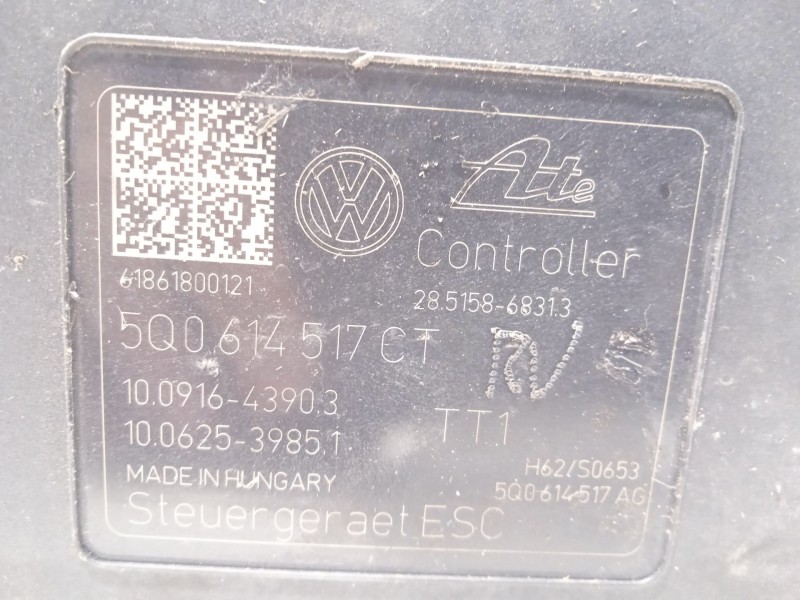 Ate
Controller
61861800121
28.5158-6831.3
5Q0.614.517 CT
10.0916-4390.3
TT1
10.0625-3985.1
H62/S0653
MADE IN HUNGARY
5Q0 614 517 AG
Steuergeraet ESC